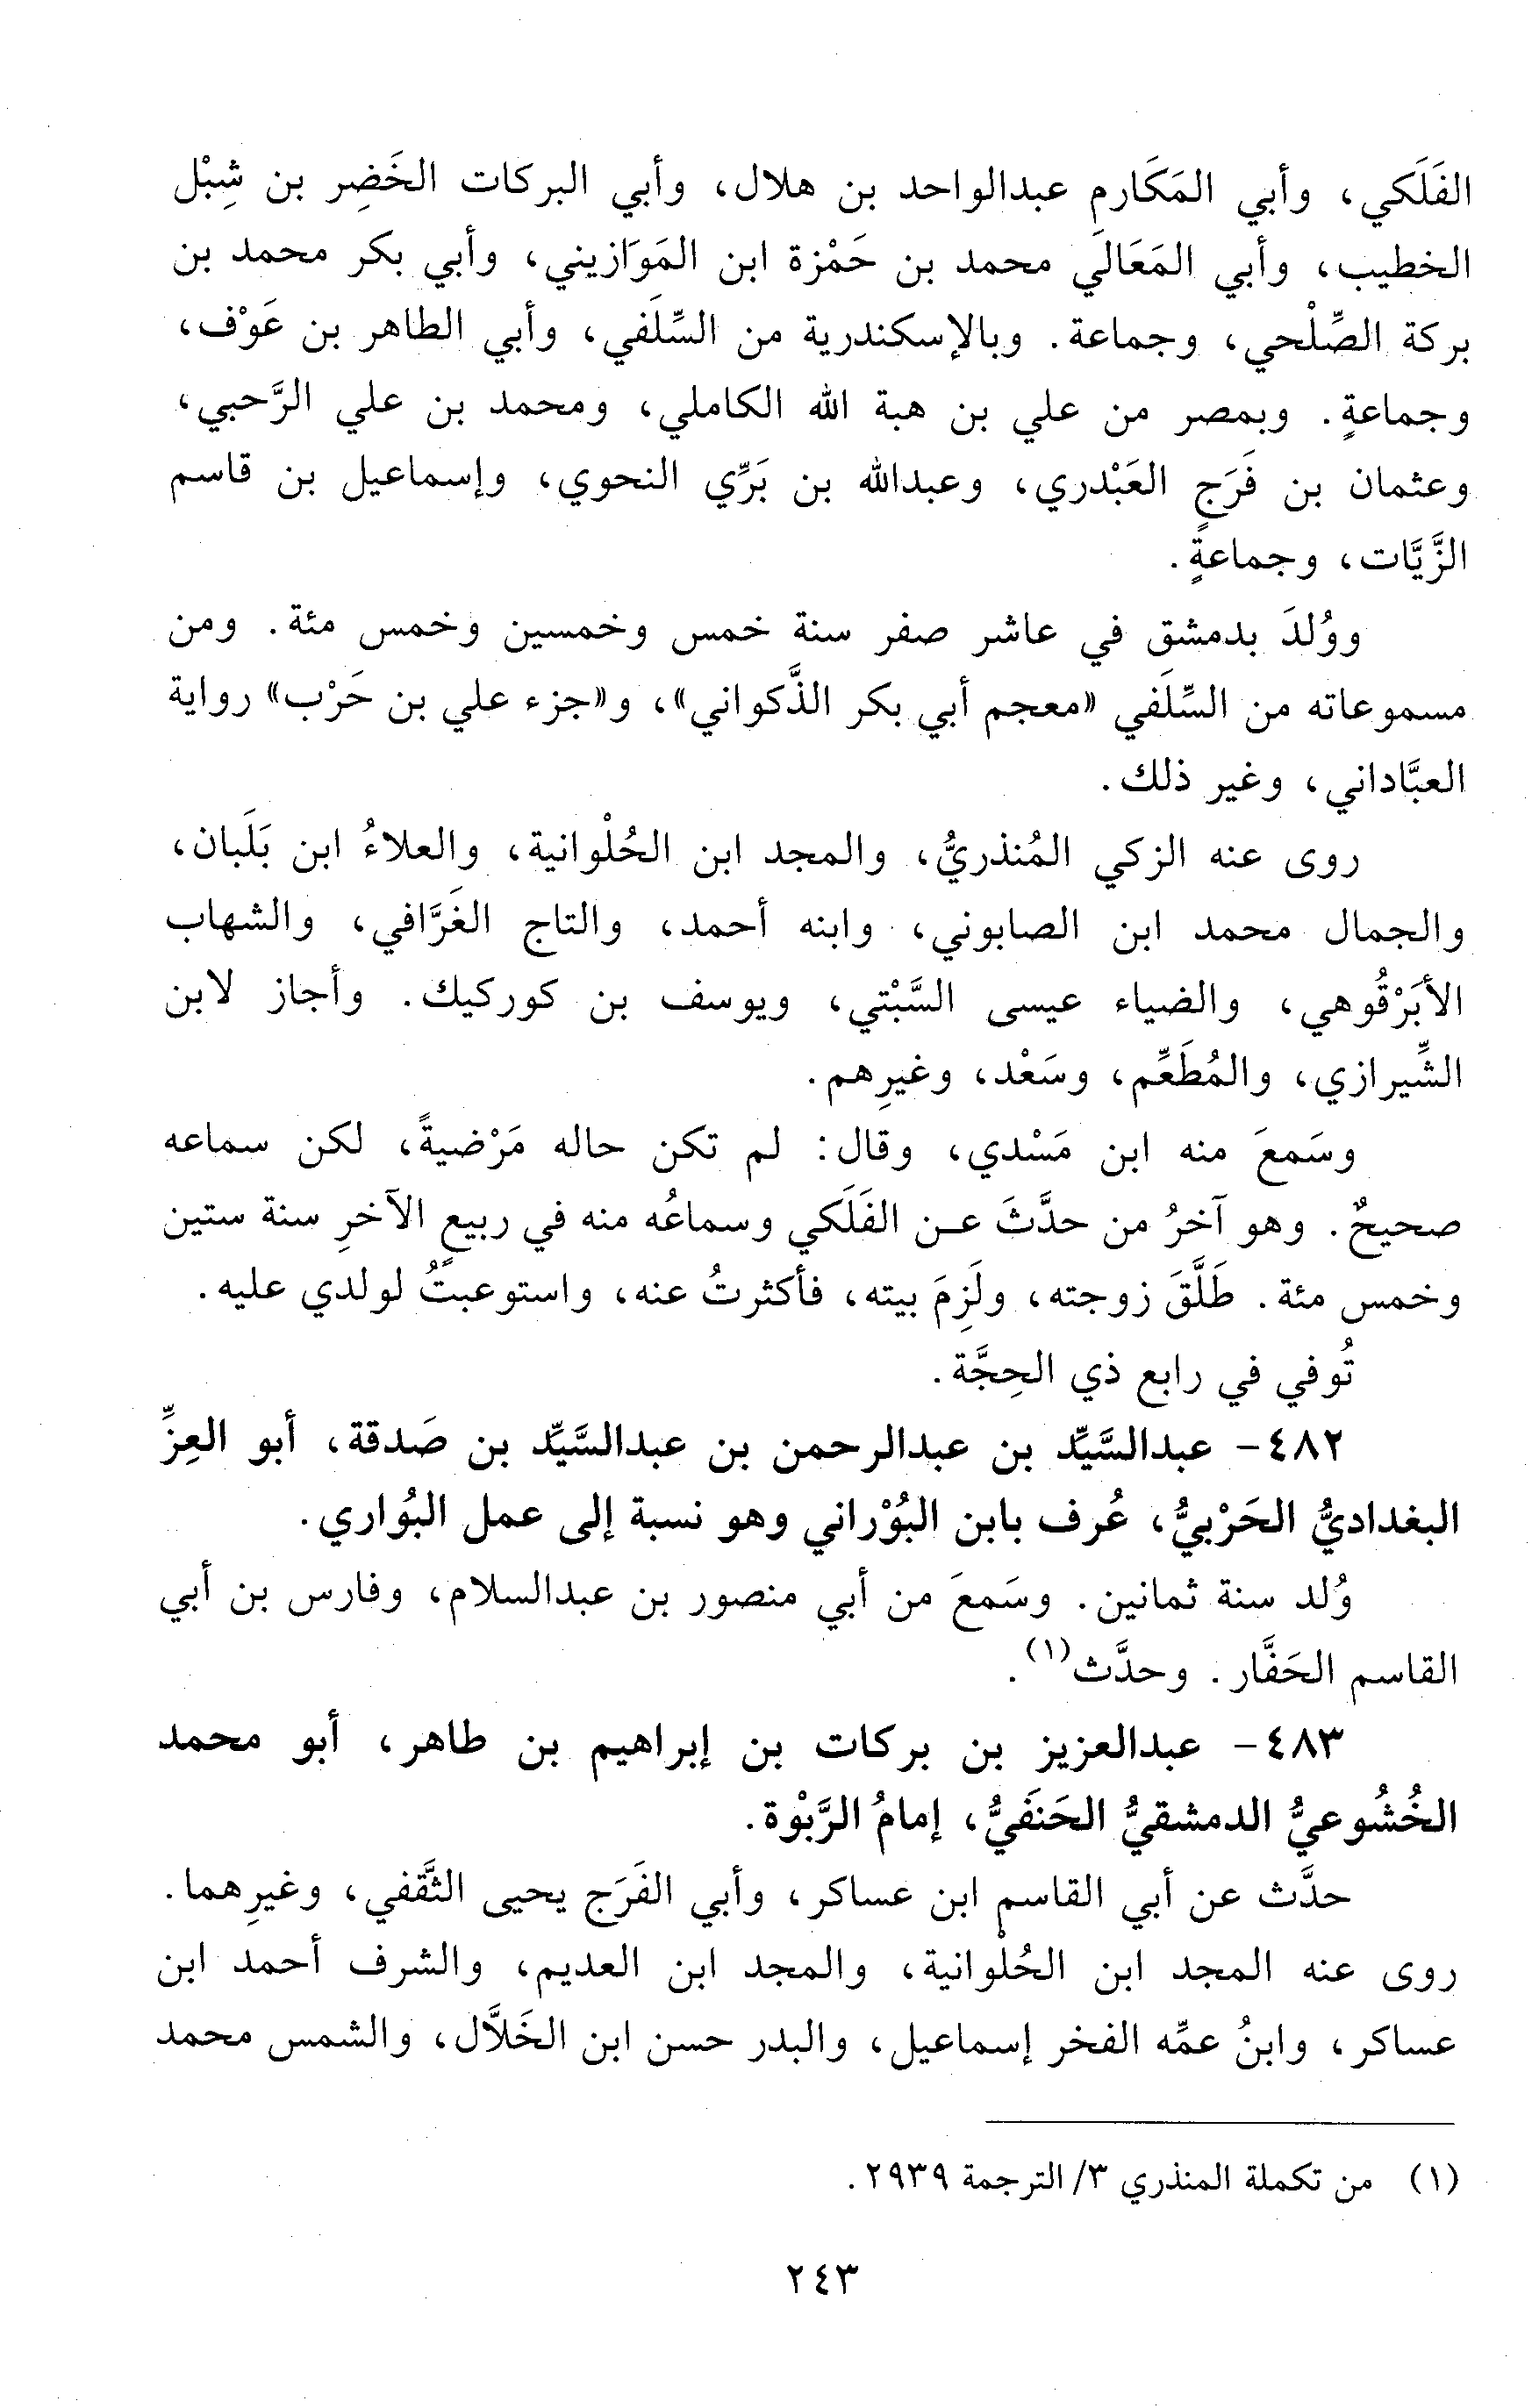 الفَلَكي، وأبي المَكَارِم عبدالواحد بن هلال، وأبي البركات الخَضِر بن شِبْل
الخطيب، وأبي المَعَالَي محمد بن حَمْزة ابن المَوَازيني، وأبي بكر محمد بن
بركة الصِّلْحي، وجماعة. وبالإسكندرية من السِّلَفي، وأبي الطاهر بن عَوْف،
وجماعةٍ. وبمصر من علي بن هبة الله الكاملي، ومحمد بن علي الرَّحبي،
وعثمان بن فَرَجٍ العَبْدري، وعبدالله بن بَرِّي النحوي، وإسماعيل بن قاسم
الزَّيَّات، وجماعةٍ.
ووُلدَ بدمشق في عاشر صفر سنة خمس وخمسين وخمس مئة. ومن
مسموعاته من السِّلَفي «معجم أبي بكر الذَّكواني»، و«جزء علي بن حَرْب» رواية
العبَّاداني، وغير ذلك.
روى عنه الزكي المُنذريُّ، والمجد ابن الحُلْوانية، والعلاءُ ابن بَلَبان،
والجمال محمد ابن الصابوني، وابنه أحمد، والتاج الغَرَّافي، والشهاب
الأبَرْقُوهي، والضياء عيسى السَّبْتي، ويوسف بن كوركيك. وأجاز لابن
الشِّيرازي، والمُطَعِّم، وسَعْد، وغيرِهم.
وسَمعَ منه ابن مَسْدي، وقال: لم تكن حاله مَرْضيةً، لكن سماعه
صحيحٌ. وهو آخرُ من حدَّثَ عن الفَلَكي وسماعُه منه في ربيعٍ الآخرِ سنة ستين
وخمس مئة. طَلَّقَ زوجته، ولَزِمَ بيته، فأكثرتُ عنه، واستوعبتُ لولدي عليه.
تُوفي في رابع ذي الحِجَّة.
٤٨٢- عبدالسَّيِّد بن عبدالرحمن بن عبدالسَّيِّد بن صَدقة، أبو العِزِّ
البغداديُّ الحَرْبيُّ، عُرف بابن البُوْراني وهو نسبة إلى عمل البُواري.
وُلد سنة ثمانين. وسَمعَ من أبي منصور بن عبدالسلام، وفارس بن أبي
القاسم الحَفَّار. وحدَّث(١).
٤٨٣- عبدالعزيز بن بركات بن إبراهيم بن طاهر، أبو محمد
الخُشُوعيُّ الدمشقيُّ الحَنَفيُّ، إمامُ الرَّبْوة.
حدَّث عن أبي القاسم ابن عساكر، وأبي الفَرَج يحيى الثَّقفي، وغيرِهما.
روى عنه المجد ابن الحُلْوانية، والمجد ابن العديم، والشرف أحمد ابن
عساكر، وابنُ عمِّه الفخر إسماعيل، والبدر حسن ابن الخَلاَّل، والشمس محمد
(١) من تكملة المنذري ٣/ الترجمة ٢٩٣٩.
٢٤٣